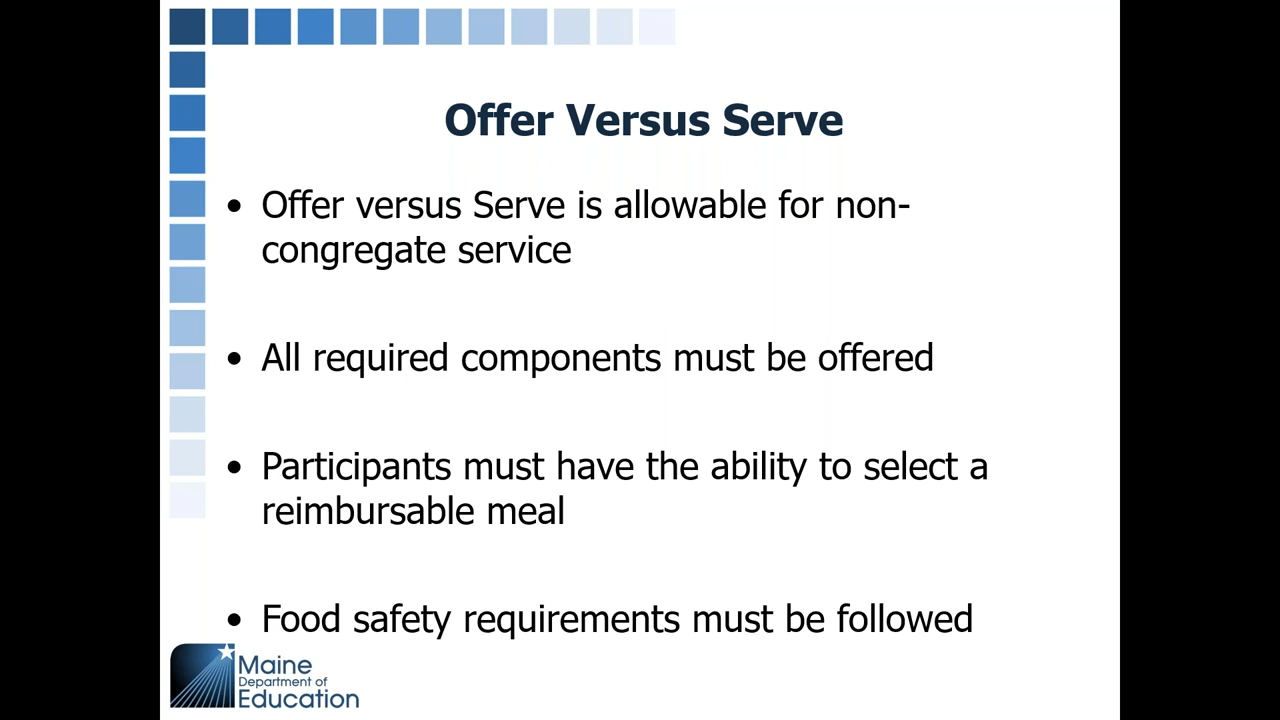 Offer Versus Serve
• Offer versus Serve is allowable for non-
congregate service
• All required components must be offered
• Participants must have the ability to select a
reimbursable meal
• Food safety requirements must be followed
Maine
Department of
Education